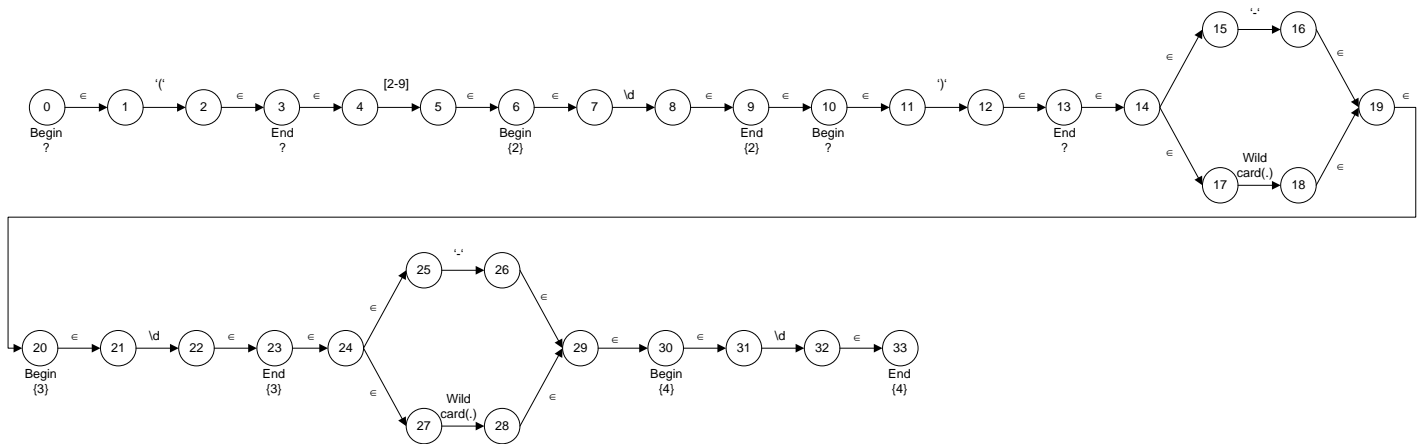 ‘-‘
15 16
∈ ∈
‘(‘ [2-9] \d ‘)‘
∈ ∈ ∈ ∈ ∈ ∈ ∈ ∈ ∈ ∈ ∈
0 1 2 3 4 5 6 7 8 9 10 11 12 13 14 19
Begin End Begin End Begin End
? ? {2} {2} ? ?
∈ ∈
Wild
card(.)
17 18
‘-‘
25 26
∈ ∈
\d \d
∈ ∈ ∈ ∈ ∈ ∈
20 21 22 23 24 29 30 31 32 33
Begin End Begin End
{3} {3} {4} {4}
∈ ∈
Wild
card(.)
27 28